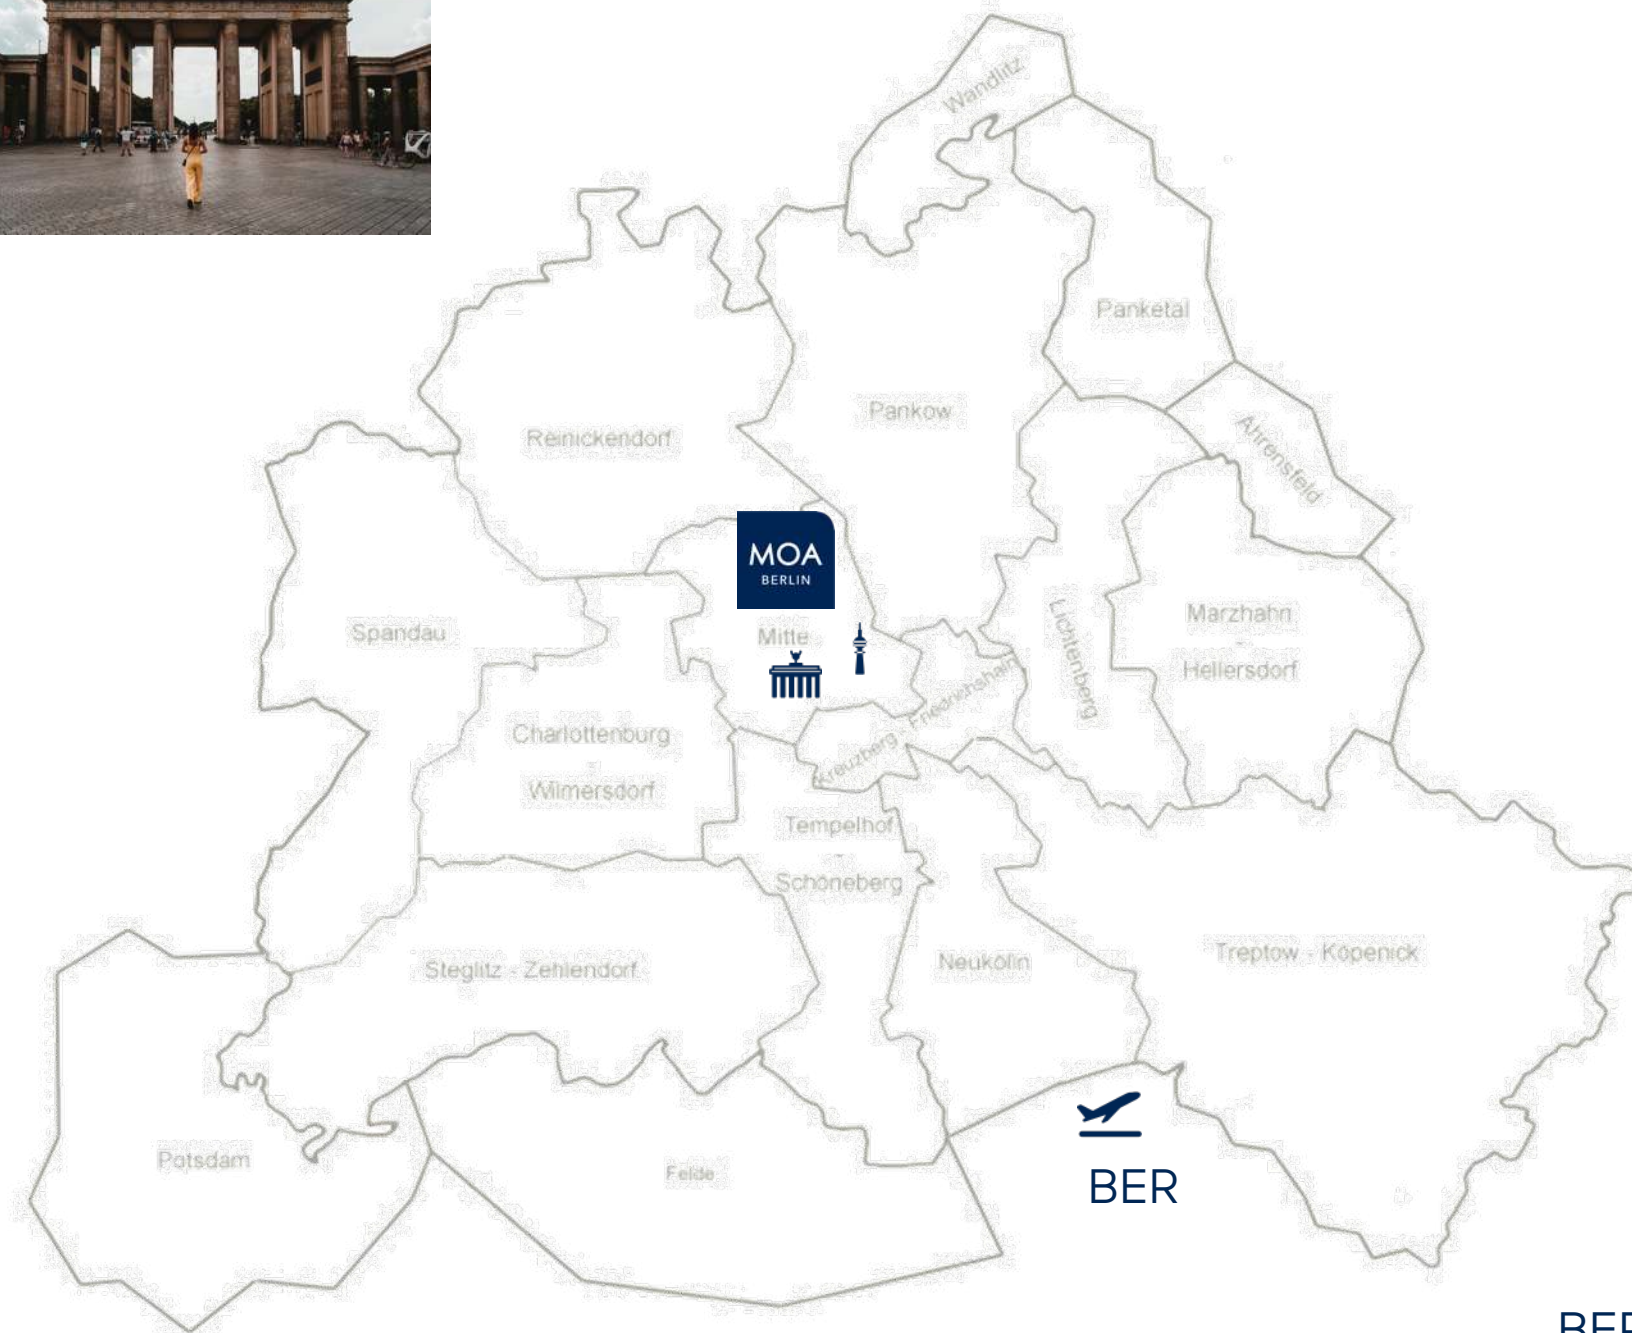 Wandlitz
Panketal
Pankow
Ahrensfeld
Reinickendorf
MOA
BERLIN
Marzhahn
-
Hellersdorf
Lichtenberg
Spandau
Mitte
Kreuzberg - Friedrichshain
Charlottenburg
-
Wilmersdorf
Tempelhof
-
Schöneberg
Steglitz - Zehlendorf
Neukölln
Treptow - Köpenick
Potsdam
Felde
BER
BER